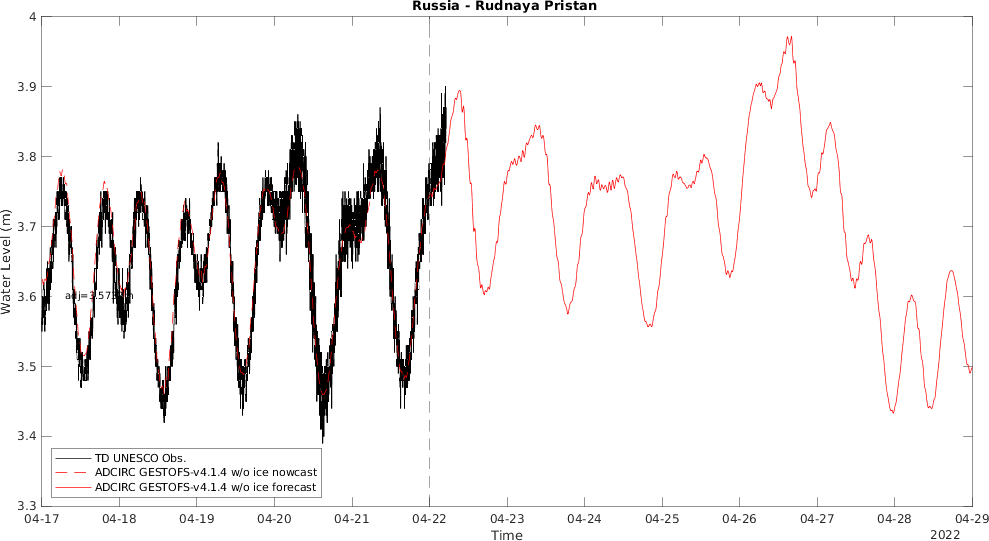 Russia - Rudnaya Pristan
4
3.9
3.8
3.7
3.6
3.5
3.4
3.3
Water Level (m)
TD UNESCO Obs.
ADCIRC GESTOFS-v4.1.4 w/o ice nowcast
ADCIRC GESTOFS-v4.1.4 w/o ice forecast
04-17 04-18 04-19 04-20 04-21 04-22 04-23 04-24 04-25 04-26 04-27 04-28 04-29
Time
2022